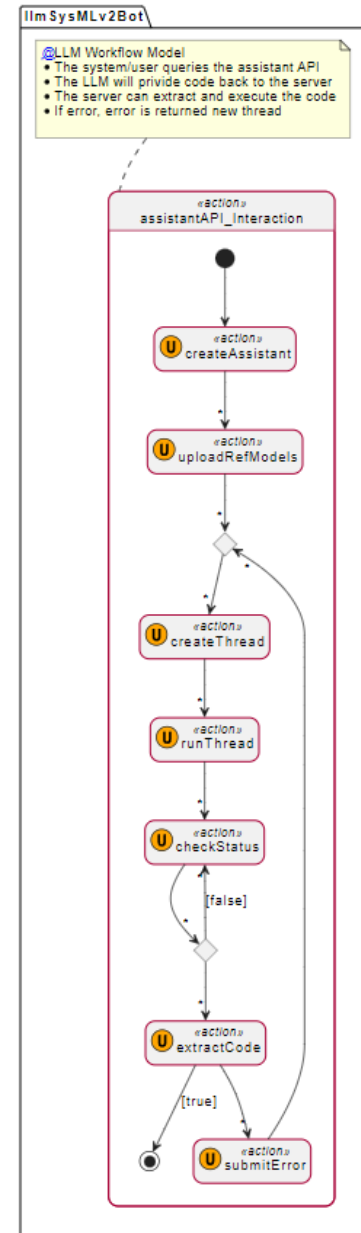 llmSysMLv2Bot
@LLM Workflow Model
• The system/user queries the assistant API
• The LLM will privide code back to the server
• The server can extract and execute the code
• If error, error is returned new thread
«action»
assistantAPI_Interaction
«action»
U createAssistant
*
«action»
U uploadRefModels
*
*
*
«action»
U createThread
*
«action»
U runThread
*
«action»
U checkStatus
*
[false]
*
*
«action»
U extractCode
[true]
*
«action»
U submitError